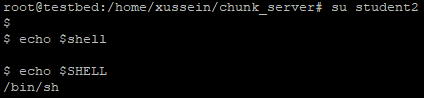 root@testbed:/home/xussein/chunk_server# su student2
$
$ echo $shell

$ echo $SHELL
/bin/sh